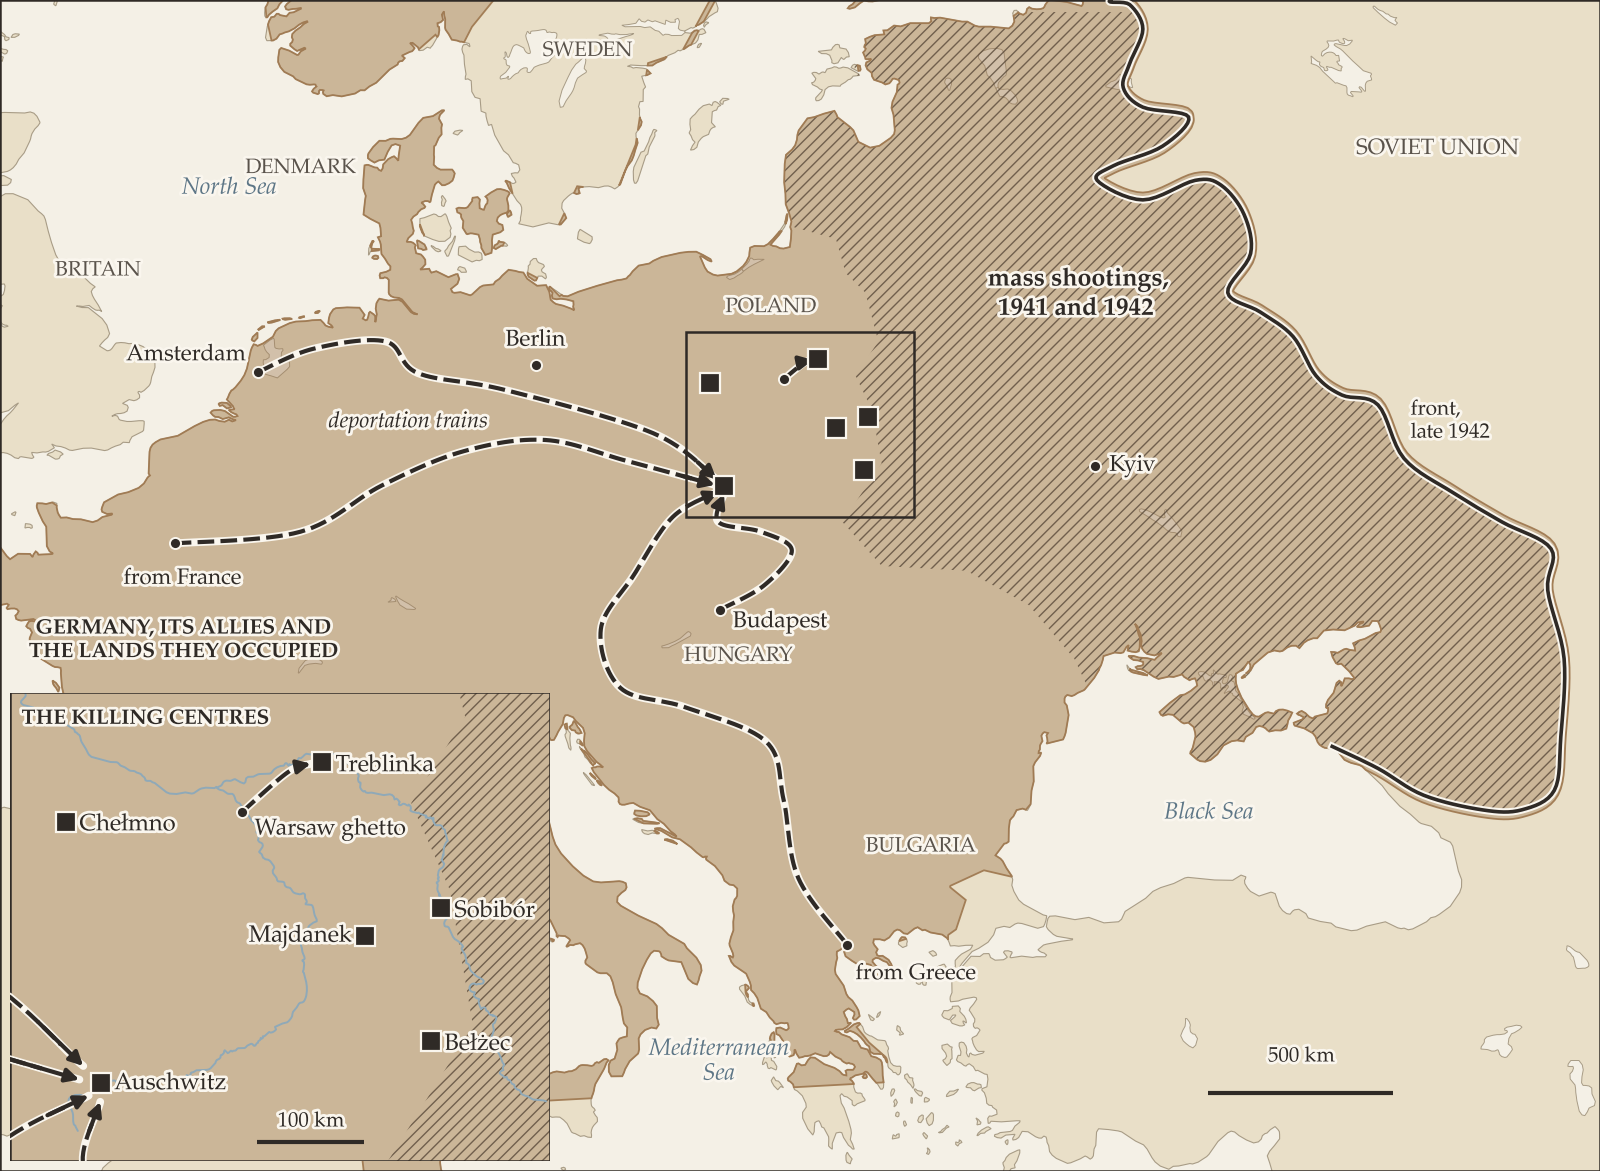 SWEDEN
SOVIET UNION
DENMARK
North Sea
BRITAIN
mass shootings,
1941 and 1942
POLAND
Berlin
Amsterdam
deportation trains
front,
late 1942
Kyiv
from France
GERMANY, ITS ALLIES AND
THE LANDS THEY OCCUPIED
Budapest
HUNGARY
THE KILLING CENTRES
Treblinka
Chełmno
Warsaw ghetto
Sobibór
Majdanek
Bełżec
Auschwitz
100 km
Black Sea
BULGARIA
from Greece
Mediterranean
Sea
500 km